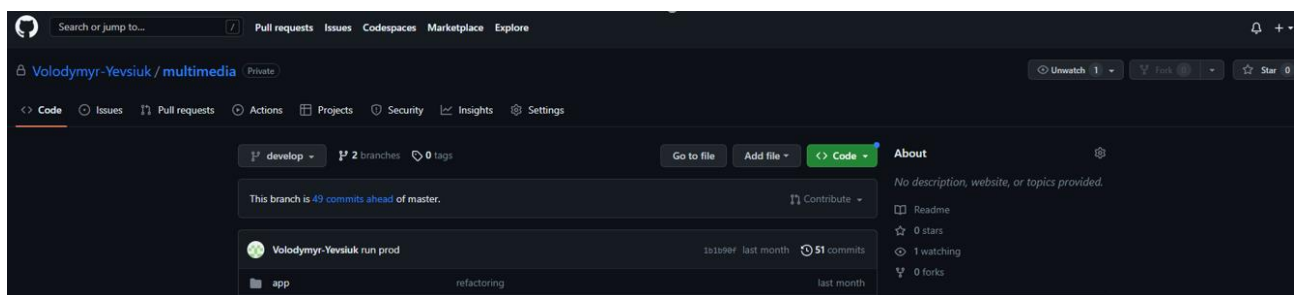 Search or jump to... / Pull requests Issues Codespaces Marketplace Explore +
Volodymyr-Yevsiuk / multimedia Private Unwatch 1 Fork 0 Star 0
<> Code Issues Pull requests Actions Projects Security Insights Settings
develop 2 branches 0 tags Go to file Add file <> Code About
No description, website, or topics provided.
This branch is 49 commits ahead of master. Contribute
Readme
0 stars
Volodymyr-Yevsiuk run prod 1b1b90f last month 51 commits
1 watching
0 forks
app refactoring last month